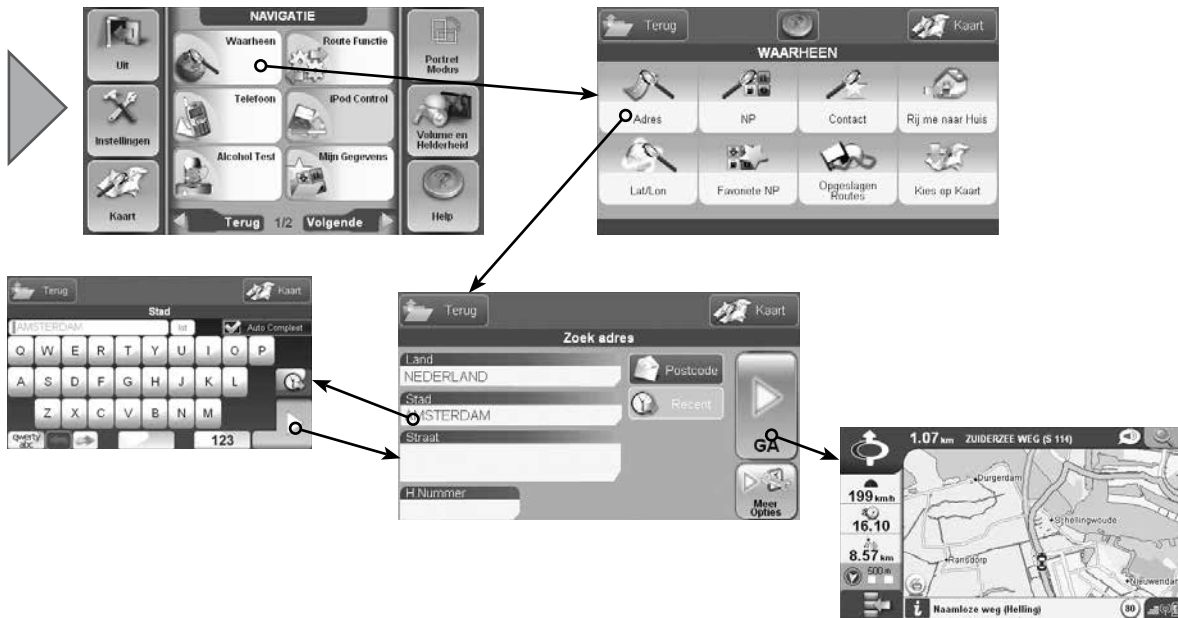 NAVIGATIE
Uit
Instellingen
Kaart
Waarheen
Route Functie
Telefoon
iPod Control
Alcohol Test
Mijn Gegevens
Terug 1/2 Volgende
Portret
Modus
Volume en
Helderheid
Help
Terug
Kaart
WAARHEEN
Adres
NP
Contact
Rij me naar Huis
Lat/Lon
Favoriete NP
Opgeslagen
Routes
Kies op Kaart
Terug
Kaart
Stad
AMSTERDAM
lst
Auto Compleet
Q W E R T Y U I O P
A S D F G H J K L
Z X C V B N M
qwerty
abc
123
Terug
Kaart
Zoek adres
Land
NEDERLAND
Postcode
Stad
AMSTERDAM
Recent
Straat
GA
H.Nummer
Meer
Opties
1.07 km ZUIDERZEE WEG (S 114)
199 km/h
16.10
8.57 km
500 m
Durgerdam
Schellingwoude
Ransdorp
Nieuwendam
i Naamloze weg (Helling) 80